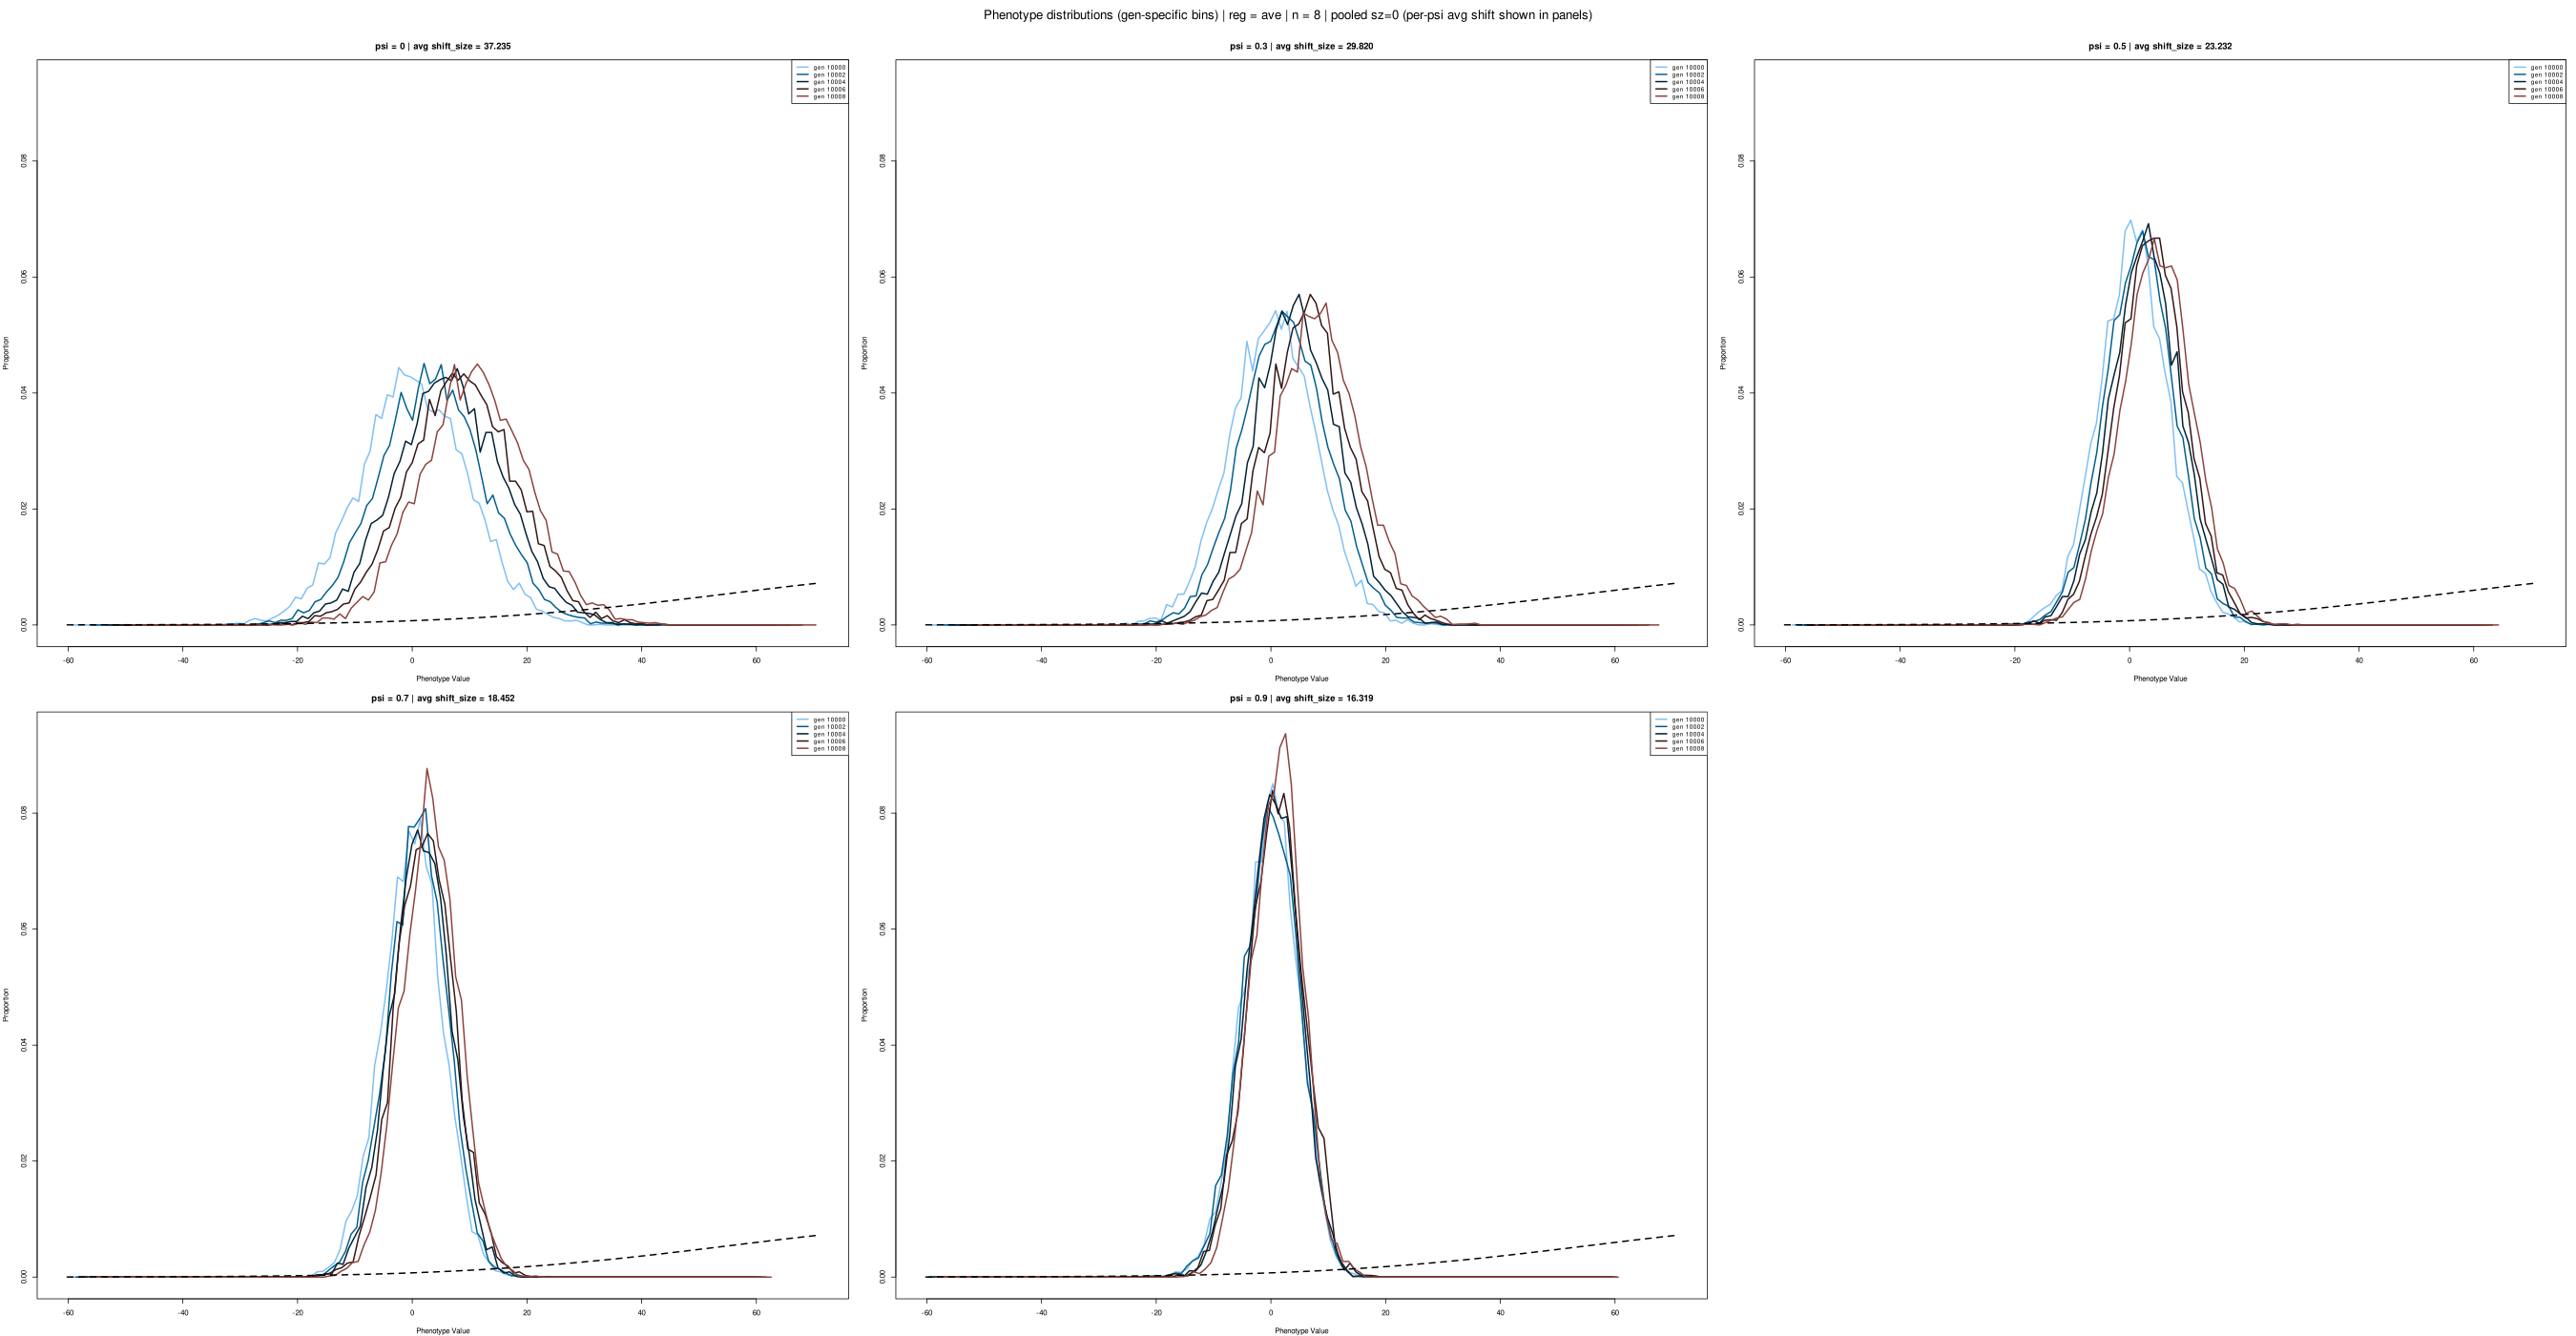 Phenotype distributions (gen-specific bins) | reg = ave | n = 8 | pooled sz=0 (per-psi avg shift shown in panels)
psi = 0 | avg shift_size = 37.235
gen 10000
gen 10002
gen 10004
gen 10006
gen 10008
Proportion
0.08
0.06
0.04
0.02
0.00
-60 -40 -20 0 20 40 60
Phenotype Value
psi = 0.3 | avg shift_size = 29.820
gen 10000
gen 10002
gen 10004
gen 10006
gen 10008
Proportion
0.08
0.06
0.04
0.02
0.00
-60 -40 -20 0 20 40 60
Phenotype Value
psi = 0.5 | avg shift_size = 23.232
gen 10000
gen 10002
gen 10004
gen 10006
gen 10008
Proportion
0.08
0.06
0.04
0.02
0.00
-60 -40 -20 0 20 40 60
Phenotype Value
psi = 0.7 | avg shift_size = 18.452
gen 10000
gen 10002
gen 10004
gen 10006
gen 10008
Proportion
0.08
0.06
0.04
0.02
0.00
-60 -40 -20 0 20 40 60
Phenotype Value
psi = 0.9 | avg shift_size = 16.319
gen 10000
gen 10002
gen 10004
gen 10006
gen 10008
Proportion
0.08
0.06
0.04
0.02
0.00
-60 -40 -20 0 20 40 60
Phenotype Value